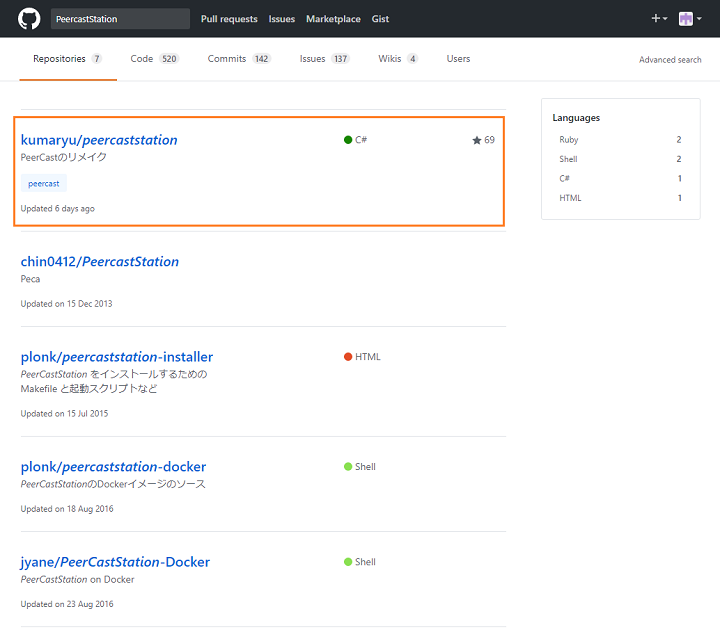 PeercastStation Pull requests Issues Marketplace Gist
Repositories 7 Code 520 Commits 142 Issues 137 Wikis 4 Users Advanced search
kumaryu/peercaststation C# 69
PeerCastのリメイク
peercast
Updated 6 days ago
chin0412/PeercastStation
Peca
Updated on 15 Dec 2013
plonk/peercaststation-installer HTML
PeerCastStation をインストールするための
Makefile と起動スクリプトなど
Updated on 15 Jul 2015
plonk/peercaststation-docker Shell
PeerCastStationのDockerイメージのソース
Updated on 18 Aug 2016
jyane/PeerCastStation-Docker Shell
PeerCastStation on Docker
Updated on 23 Aug 2016
Languages
Ruby 2
Shell 2
C# 1
HTML 1